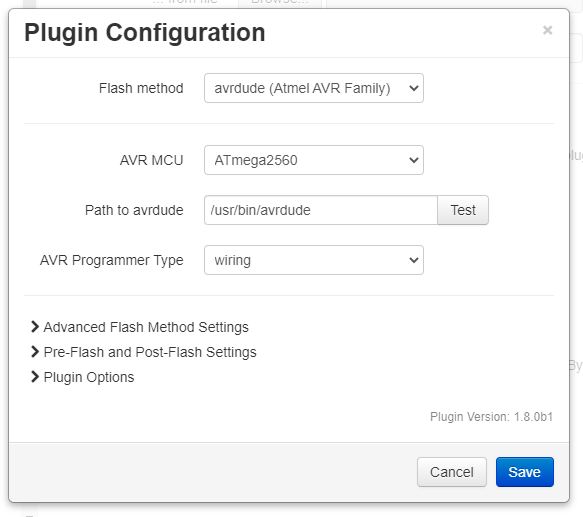 ... from file Browse...
Plugin Configuration ×
Flash method avrdude (Atmel AVR Family)
AVR MCU ATmega2560
Path to avrdude /usr/bin/avrdude Test
AVR Programmer Type wiring
Advanced Flash Method Settings
Pre-Flash and Post-Flash Settings
By
Plugin Options
Plugin Version: 1.8.0b1
Cancel Save